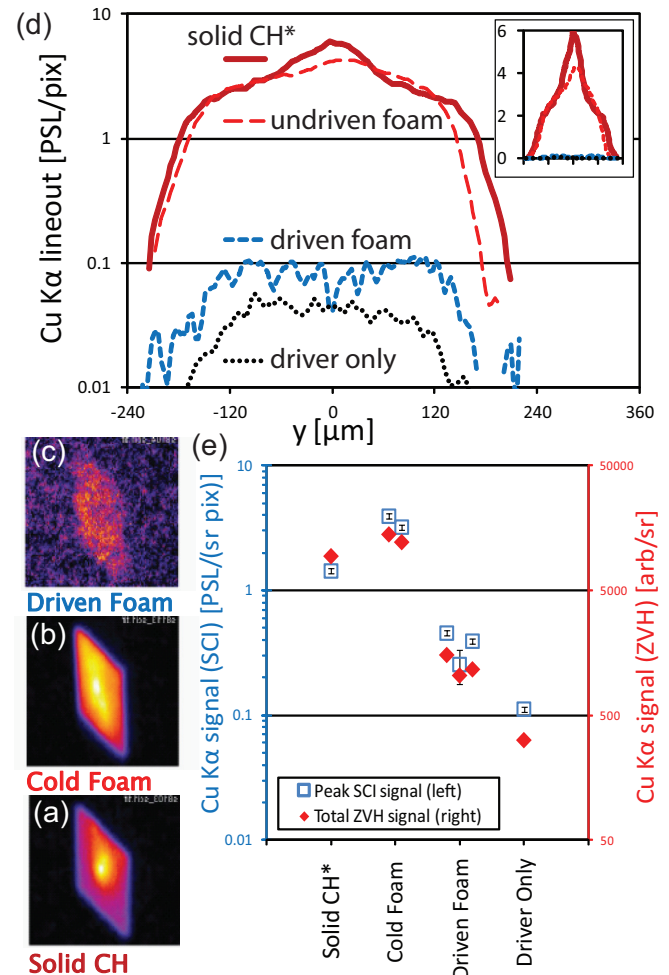 (d)
Cu Kα lineout [PSL/pix]
10
1
0.1
0.01
solid CH*
undriven foam
driven foam
driver only
6
4
2
0
-240 -120 0 120 240 360
y [µm]
(c)
Driven Foam
(b)
Cold Foam
(a)
Solid CH
(e)
Cu Kα signal (SCI) [PSL/(sr pix)]
10
1
0.1
0.01
Peak SCI signal (left)
Total ZVH signal (right)
50000
5000
500
50
Cu Kα signal (ZVH) [arb/sr]
Solid CH*
Cold Foam
Driven Foam
Driver Only